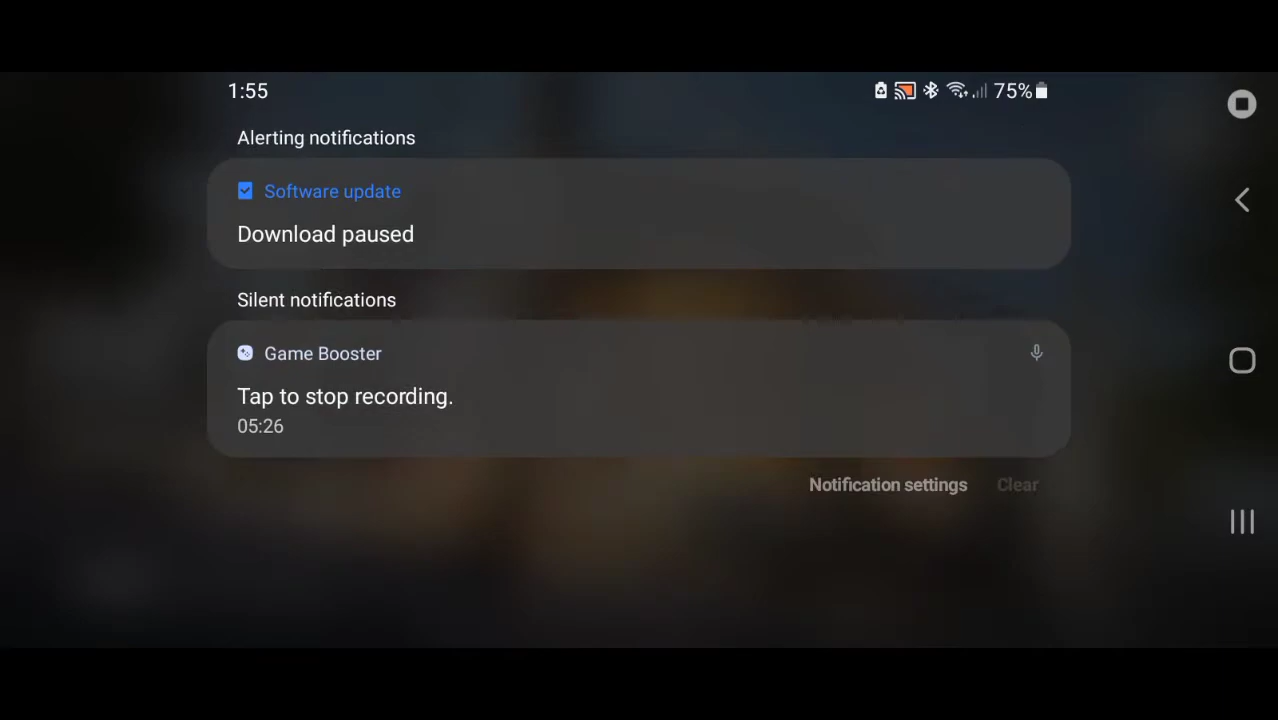 1:55
75%
Alerting notifications
Software update
Download paused
Silent notifications
Game Booster
Tap to stop recording.
05:26
Notification settings
Clear